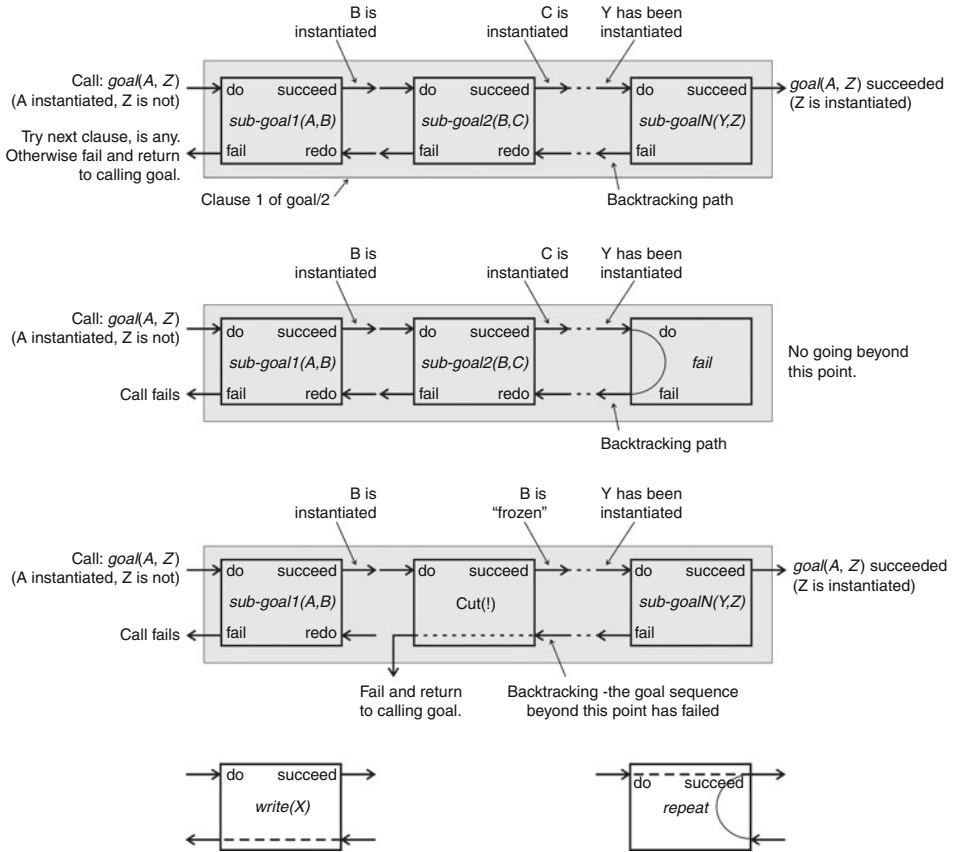 B is
instantiated
C is
instantiated
Y has been
instantiated
Call: goal(A, Z)
(A instantiated, Z is not)
do succeed
sub-goal1(A,B)
fail redo
do succeed
sub-goal2(B,C)
fail redo
do succeed
sub-goalN(Y,Z)
fail
goal(A, Z) succeeded
(Z is instantiated)
Try next clause, is any.
Otherwise fail and return
to calling goal.
Clause 1 of goal/2
Backtracking path
B is
instantiated
C is
instantiated
Y has been
instantiated
Call: goal(A, Z)
(A instantiated, Z is not)
do succeed
sub-goal1(A,B)
fail redo
do succeed
sub-goal2(B,C)
fail redo
do
fail
fail
No going beyond
this point.
Call fails
Backtracking path
B is
instantiated
B is
“frozen”
Y has been
instantiated
Call: goal(A, Z)
(A instantiated, Z is not)
do succeed
sub-goal1(A,B)
fail redo
do succeed
Cut(!)
do succeed
sub-goalN(Y,Z)
fail
goal(A, Z) succeeded
(Z is instantiated)
Call fails
Fail and return
to calling goal.
Backtracking -the goal sequence
beyond this point has failed
do succeed
write(X)
do succeed
repeat